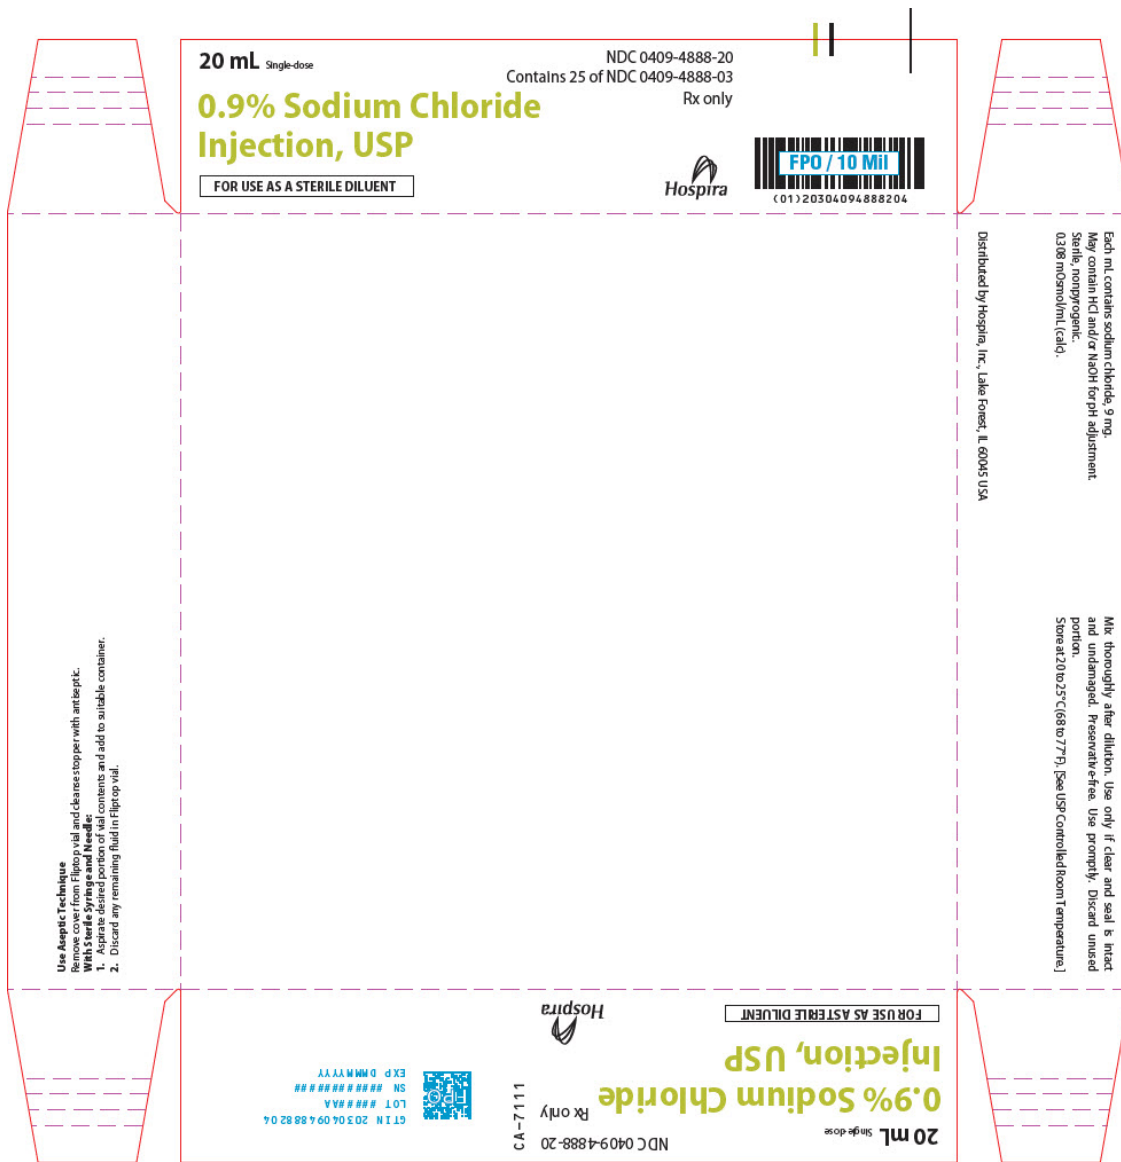 20 mL Single-dose
0.9% Sodium Chloride
Injection, USP
FOR USE AS A STERILE DILUENT
NDC 0409-4888-20
Contains 25 of NDC 0409-4888-03
Rx only
Hospira
FPO / 10 Mil
(01)20304094888204
Each mL contains sodium chloride, 9 mg.
May contain HCl and/or NaOH for pH adjustment.
Sterile, nonpyrogenic.
0.308 mOsmol/mL (calc).
Distributed by Hospira, Inc., Lake Forest, IL 60045 USA
Mix thoroughly after dilution. Use only if clear and seal is intact
and undamaged. Preservative-free. Use promptly. Discard unused
portion.
Store at 20 to 25°C (68 to 77°F). [See USP Controlled Room Temperature.]
Use Aseptic Technique
Remove cover from Fliptop vial and cleanse stopper with antiseptic.
With Sterile Syringe and Needle:
1. Aspirate desired portion of vial contents and add to suitable container.
2. Discard any remaining fluid in Fliptop vial.
20 mL Single-dose
0.9% Sodium Chloride
Injection, USP
FOR USE AS A STERILE DILUENT
NDC 0409-4888-20
Rx only
Hospira
CA-7111
FPO
GTIN 20304094888204
LOT #####AA
SN ############
EXP DMMMYYYY